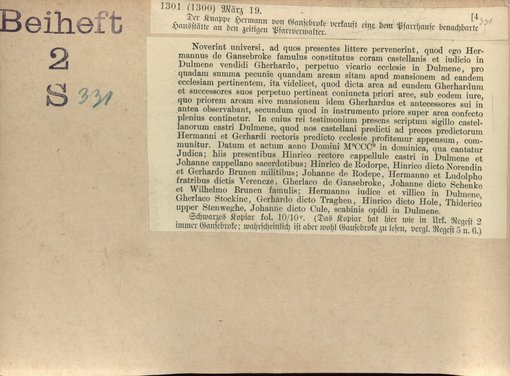 Beiheft
2
S 331
1301 (1300) März 19. [4
Der Knappe Hermann von Gansebroke verkauft eine dem Pfarrhause benachbarte
Hausstätte an den zeitigen Pfarrverwalter.
Noverint universi, ad quos presentes littere pervenerint, quod ego Her-
mannus de Gansebroke famulus constitutus coram castellanis et iudicio in
Dulmene vendidi Gherhardo, perpetuo vicario ecclesie in Dulmene, pro
quadam summa pecunie quandam aream sitam apud mansionem ad eandem
ecclesiam pertinentem, ita videlicet, quod dicta area ad eundem Gherhardum
et successores suos perpetuo pertineat coniuncta priori aree, sub eodem iure,
quo priorem aream sive mansionem idem Gherhardus et antecessores sui in
antea observabant, secundum quod in instrumento priore super area confecto
plenius continetur. In cuius rei testimonium presens scriptum sigillo castel-
lanorum castri Dulmene, quod nos castellani predicti ad preces predictorum
Hermanni et Gerhardi rectoris predicto ecclesie profitemur appensum, com-
munitur. Datum et actum anno Domini M°CCC° in dominica, qua cantatur
Judica; hiis presentibus Hinrico rectore cappellule castri in Dulmene et
Johanne cappellano sacerdotibus; Hinrico de Rodorpe, Hinrico dicto Norendin
et Gerhardo Brunen militibus; Johanne de Rodepe, Hermanno et Ludolpho
fratribus dictis Verencze, Gherlaco de Gansebroke, Johanne dicto Schenke
et Wilhelmo Brunen famulis; Hermanno iudice et villico in Dulmene,
Gherlaco Stockine, Gerhardo dicto Traghen, Hinrico dicto Hole, Thiderico
upper Stenweghe, Johanne dicto Cule, scabinis opidi in Dulmene.
Schwarzes Kopiar fol. 10/10v. (Das Kopiar hat hier wie in Urk. Regest 2
immer Gausebroke; wahrscheinlich ist aber wohl Gansebroke zu lesen, vergl. Regest 5 u. 6.)